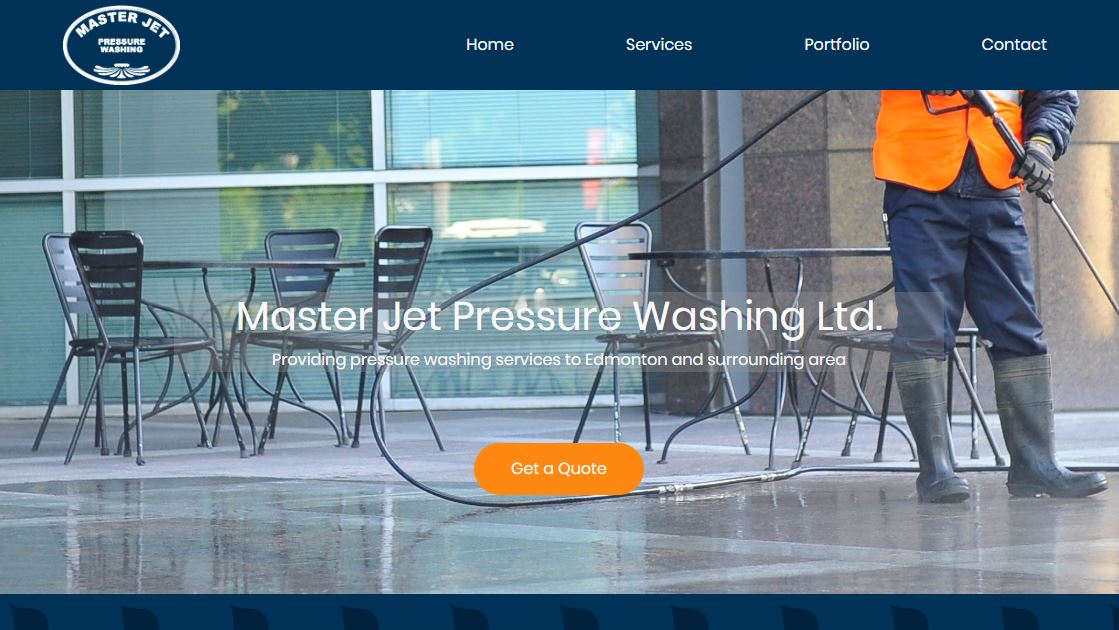 MASTER JET
PRESSURE
WASHING
Home
Services
Portfolio
Contact
Master Jet Pressure Washing Ltd.
Providing pressure washing services to Edmonton and surrounding area
Get a Quote